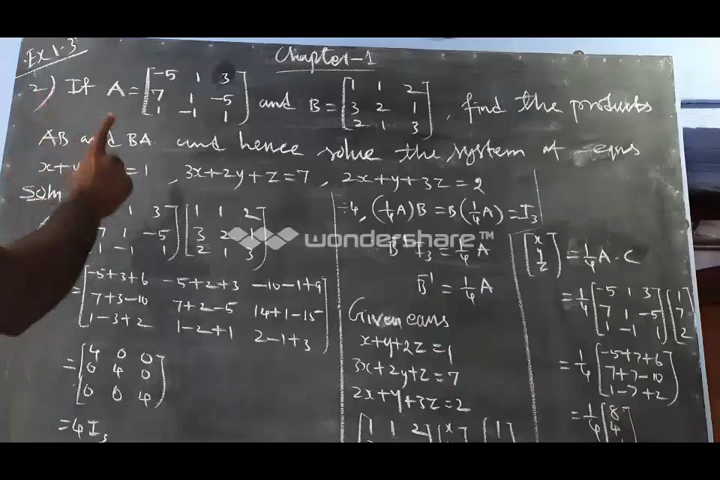 Ex 1.3
Chapter-1
2) If A = [-5 1 3; 7 1 -5; 1 -1 1] and B = [1 1 2; 3 2 1; 2 1 3], find the products
AB and BA and hence solve the system of eqns
x+y = 1, 3x+2y+z=7, 2x+y+3z=2
Soln
1 3
7 1 -5
1 -1 1
[1 1 2
3 2 1
2 1 3]
= [-5+3+6 -5+2+3 -10-1+9
7+3-10 7+2-5 14+1-15
1-3+2 1-2+1 2-1+3]
= [4 0 0
0 4 0
0 0 4]
= 4I3
÷4, (1/4 A)B = B(1/4 A) = I3
B-1 I3 = 1/4 A
B-1 = 1/4 A
Given eqns
x+y+2z=1
3x+2y+z=7
2x+y+3z=2
[1 1 2] [x] [1]
[x y z] = 1/4 A·C
= 1/4 [-5 1 3; 7 1 -5; 1 -1 1] [1 7 2]
= 1/4 [-5+7+6
7+7-10
1-7+2]
= 1/4 [8
4
wondershare™